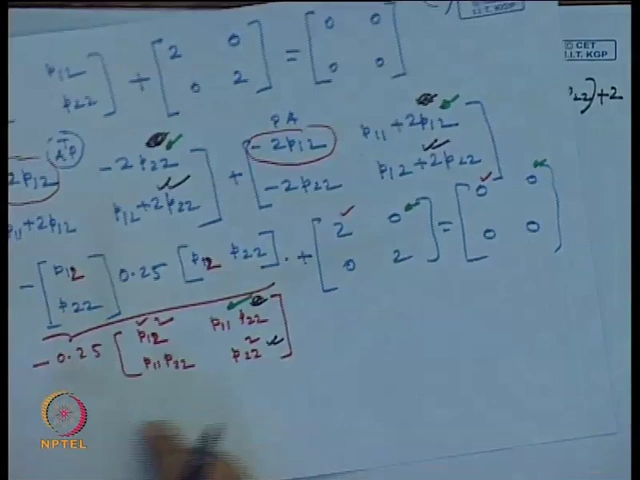 I.I.T. KGP
p12 ] + [ 2 0 ] = [ 0 0 ]
p22 ] [ 0 2 ] [ 0 0 ]
© CET
I.I.T. KGP
p22) + 2
AᵀP
PA
2p12 -2p22 ] + [ -2p12 p11+2p12 ]
p11+2p12 p12+2p22 ] [ -2p22 p12+2p22 ]
- [ p12 ] 0.25 [ p12 p22 ] . + [ 2 0 ] = [ 0 0 ]
[ p22 ] [ 0 2 ] [ 0 0 ]
-0.25 [ p12² p11 p22 ]
[ p11 p22 p22² ]
NPTEL